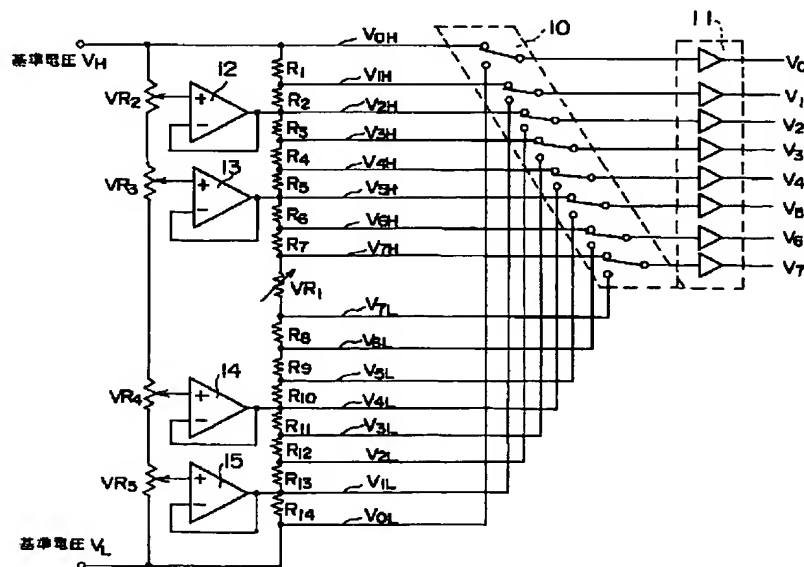 基準電圧 VH
VR2
VR3
VR4
VR5
基準電圧 VL
12
13
14
15
+
−
+
−
+
−
+
−
R1
R2
R3
R4
R5
R6
R7
VR1
R8
R9
R10
R11
R12
R13
R14
V0H
V1H
V2H
V3H
V4H
V5H
V6H
V7H
V7L
V6L
V5L
V4L
V3L
V2L
V1L
V0L
10
11
V0
V1
V2
V3
V4
V5
V6
V7